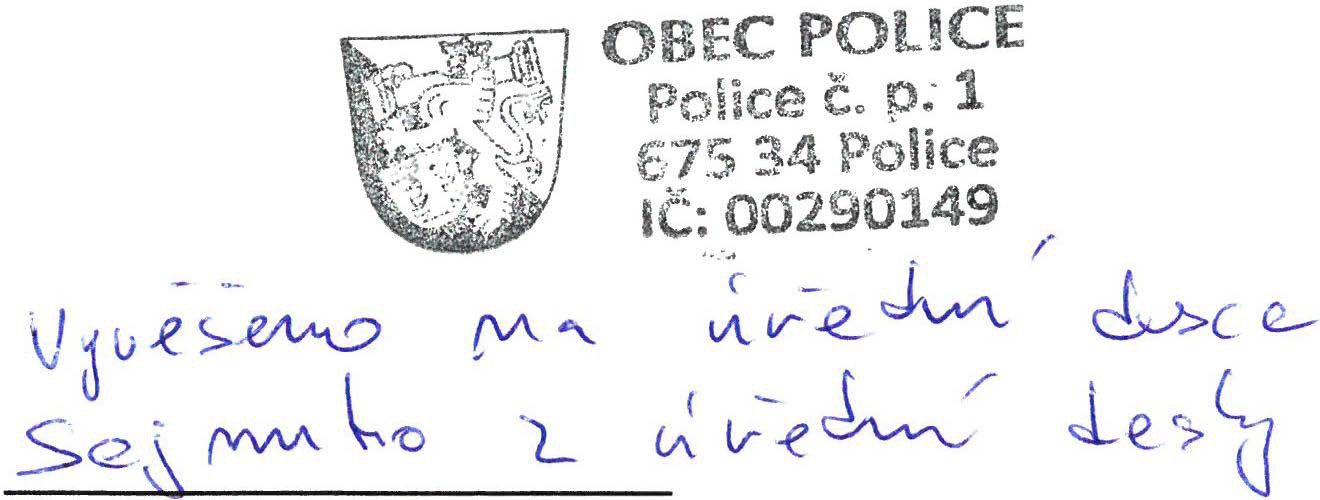 OBEC POLICE
Police č. p. 1
675 34 Police
IČ: 00290149
Vyvěšeno na úřední desce
Sejmuto z úřední desky